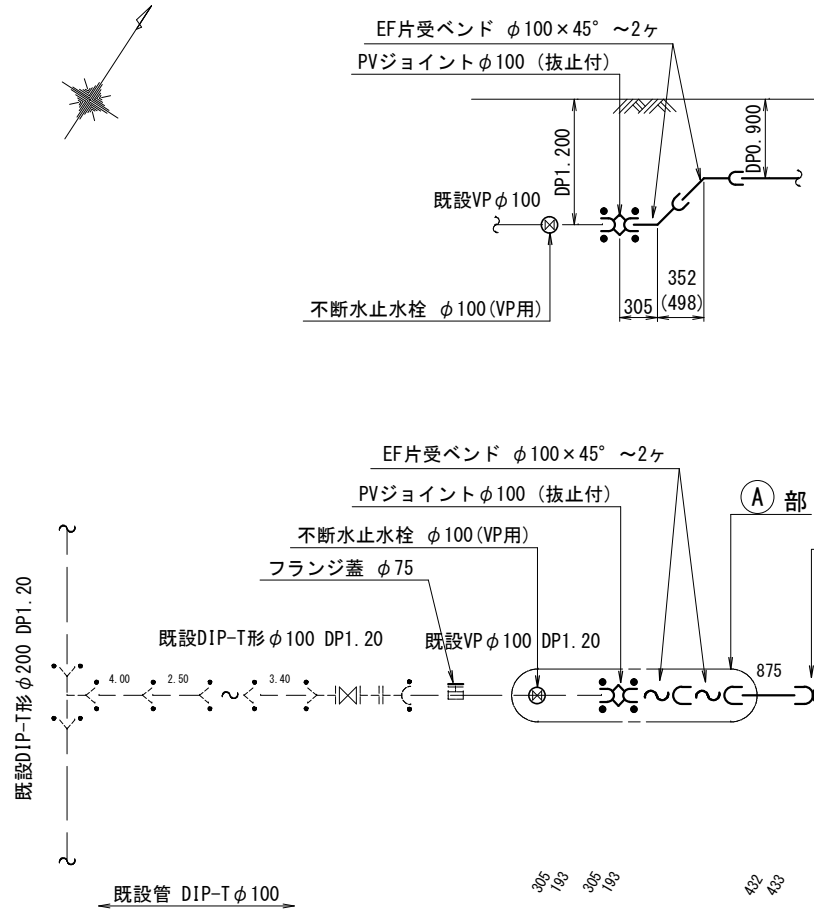 EF片受ベンド φ100×45° ～2ヶ
PVジョイントφ100 (抜止付)
DP1.200
DP0.900
既設VPφ100
352
305
(498)
不断水止水栓 φ100(VP用)
EF片受ベンド φ100×45° ～2ヶ
PVジョイントφ100 (抜止付)
A 部
不断水止水栓 φ100(VP用)
フランジ蓋 φ75
既設DIP-T形φ200 DP1.20
既設DIP-T形φ100 DP1.20
既設VPφ100 DP1.20
4.00
2.50
3.40
875
既設管 DIP-Tφ100
305
193
305
193
432
433